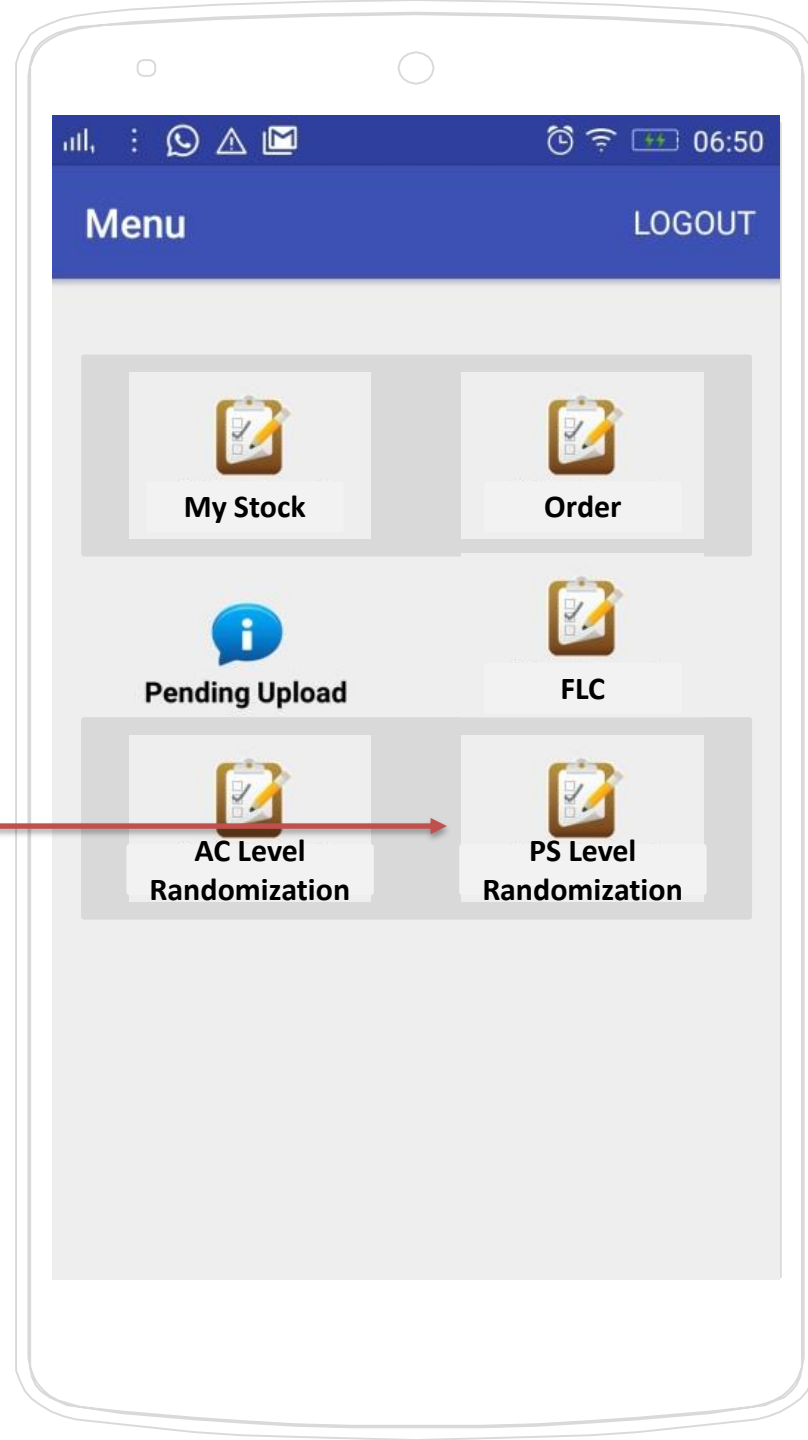 06:50
Menu LOGOUT
My Stock Order
Pending Upload FLC
AC Level PS Level
Randomization Randomization